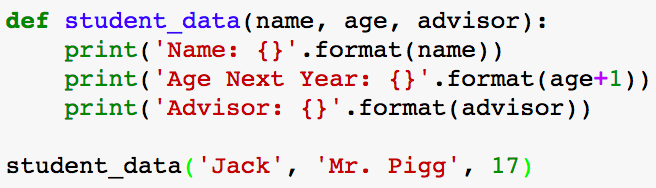 def student_data(name, age, advisor):
    print('Name: {}'.format(name))
    print('Age Next Year: {}'.format(age+1))
    print('Advisor: {}'.format(advisor))
student_data('Jack', 'Mr. Pigg', 17)